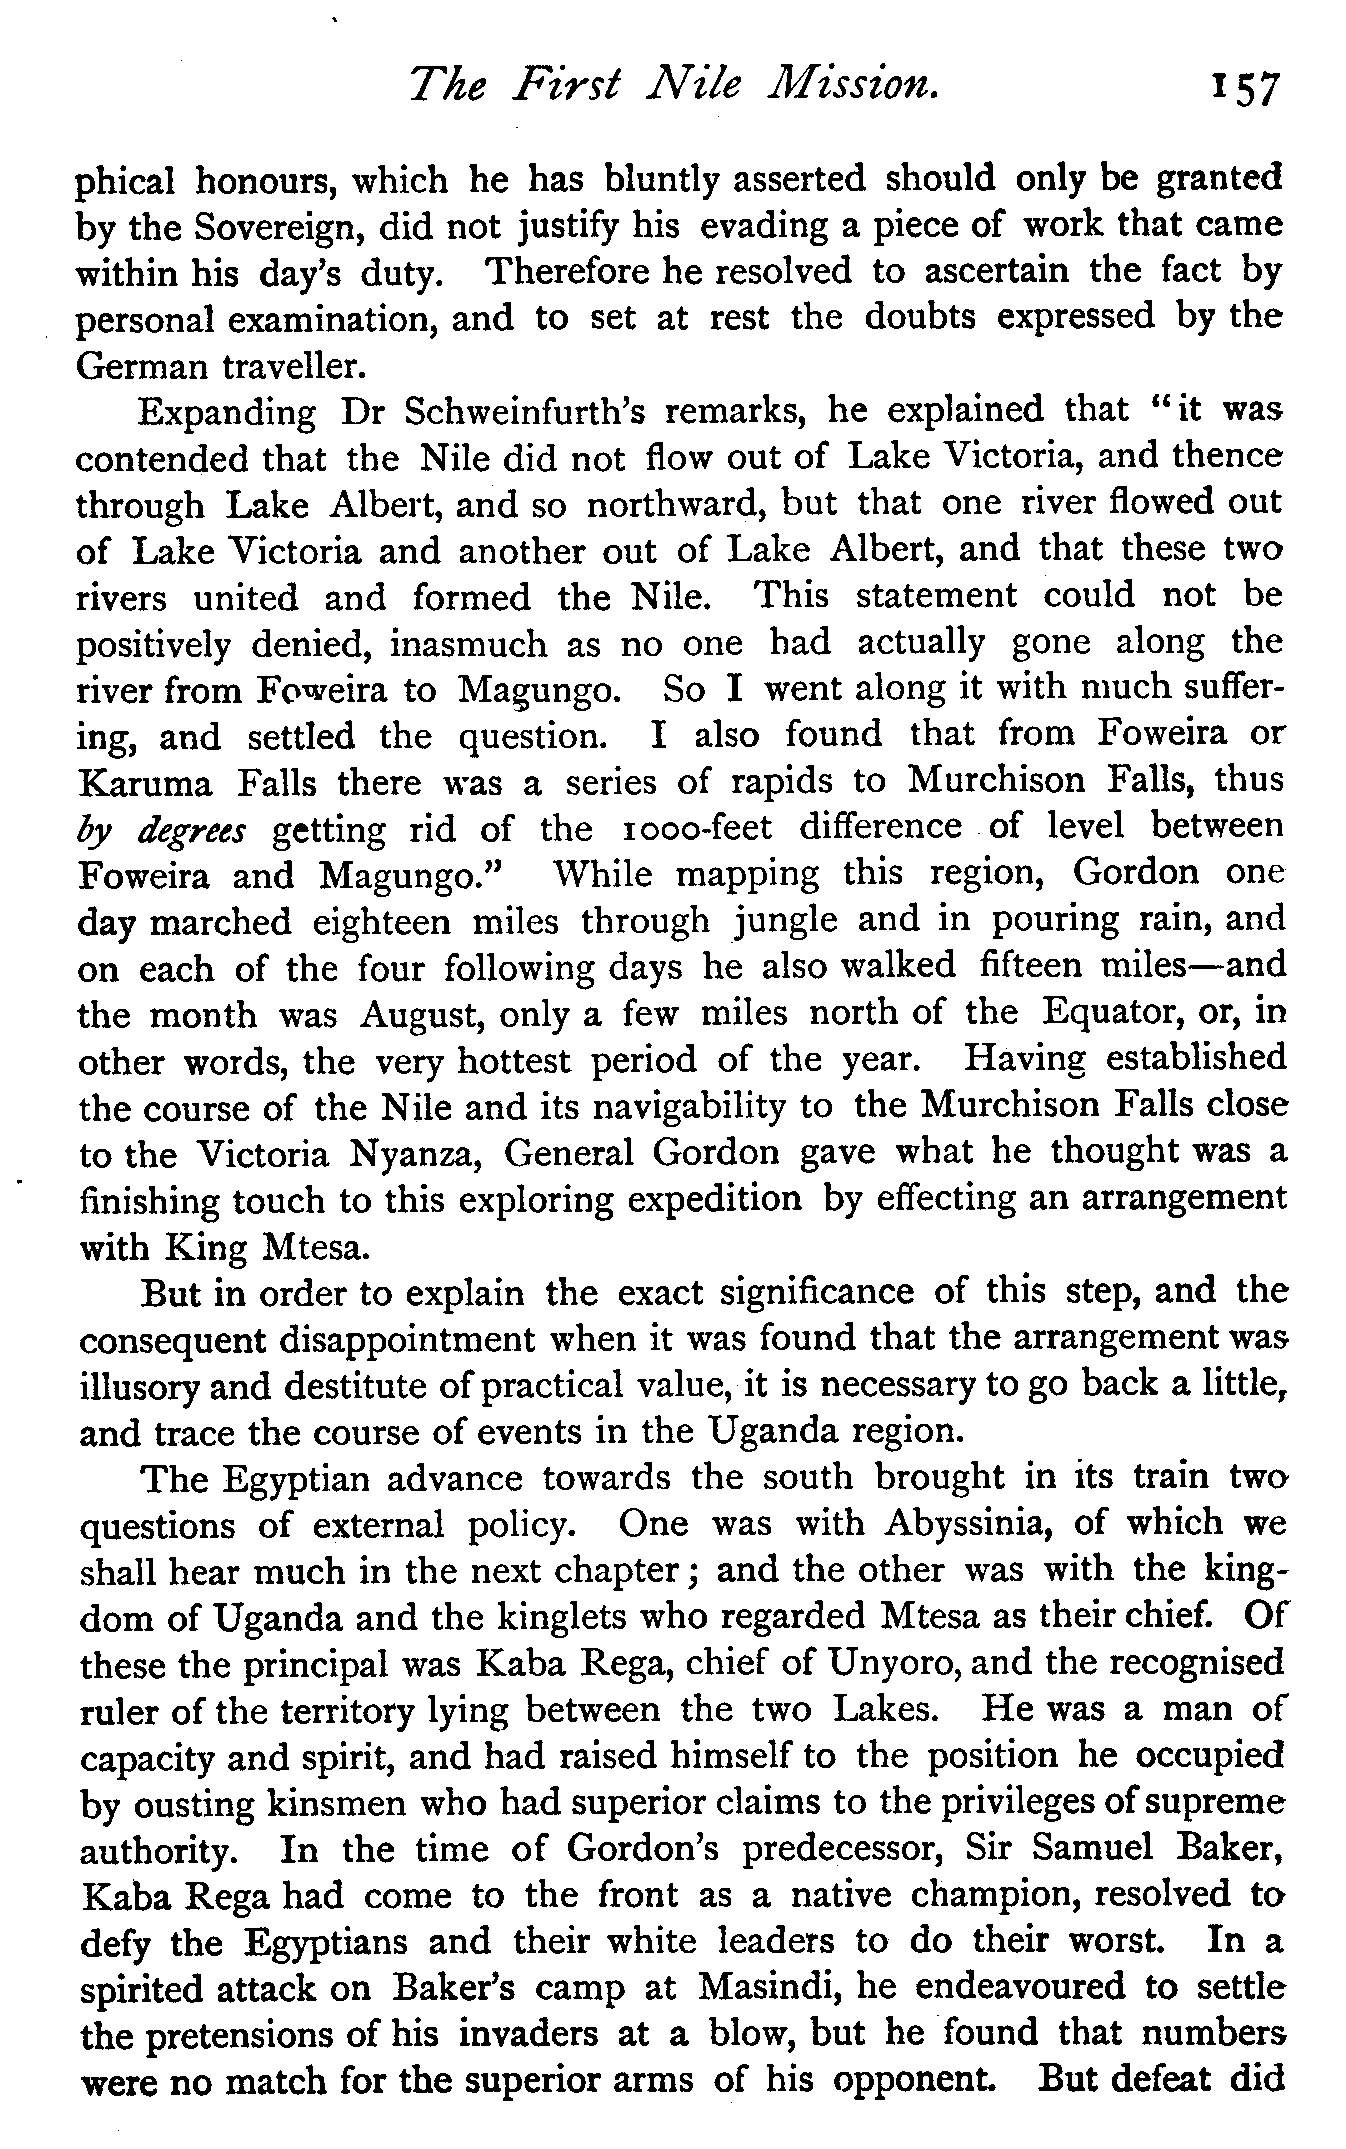 The First Nile Mission. 157
phical honours, which he has bluntly asserted should only be granted
by the Sovereign, did not justify his evading a piece of work that came
within his day's duty. Therefore he resolved to ascertain the fact by
personal examination, and to set at rest the doubts expressed by the
German traveller.
Expanding Dr Schweinfurth's remarks, he explained that "it was
contended that the Nile did not flow out of Lake Victoria, and thence
through Lake Albert, and so northward, but that one river flowed out
of Lake Victoria and another out of Lake Albert, and that these two
rivers united and formed the Nile. This statement could not be
positively denied, inasmuch as no one had actually gone along the
river from Foweira to Magungo. So I went along it with much suffer-
ing, and settled the question. I also found that from Foweira or
Karuma Falls there was a series of rapids to Murchison Falls, thus
by degrees getting rid of the 1000-feet difference of level between
Foweira and Magungo." While mapping this region, Gordon one
day marched eighteen miles through jungle and in pouring rain, and
on each of the four following days he also walked fifteen miles—and
the month was August, only a few miles north of the Equator, or, in
other words, the very hottest period of the year. Having established
the course of the Nile and its navigability to the Murchison Falls close
to the Victoria Nyanza, General Gordon gave what he thought was a
finishing touch to this exploring expedition by effecting an arrangement
with King Mtesa.
But in order to explain the exact significance of this step, and the
consequent disappointment when it was found that the arrangement was
illusory and destitute of practical value, it is necessary to go back a little,
and trace the course of events in the Uganda region.
The Egyptian advance towards the south brought in its train two
questions of external policy. One was with Abyssinia, of which we
shall hear much in the next chapter; and the other was with the king-
dom of Uganda and the kinglets who regarded Mtesa as their chief. Of
these the principal was Kaba Rega, chief of Unyoro, and the recognised
ruler of the territory lying between the two Lakes. He was a man of
capacity and spirit, and had raised himself to the position he occupied
by ousting kinsmen who had superior claims to the privileges of supreme
authority. In the time of Gordon's predecessor, Sir Samuel Baker,
Kaba Rega had come to the front as a native champion, resolved to
defy the Egyptians and their white leaders to do their worst. In a
spirited attack on Baker's camp at Masindi, he endeavoured to settle
the pretensions of his invaders at a blow, but he found that numbers
were no match for the superior arms of his opponent. But defeat did